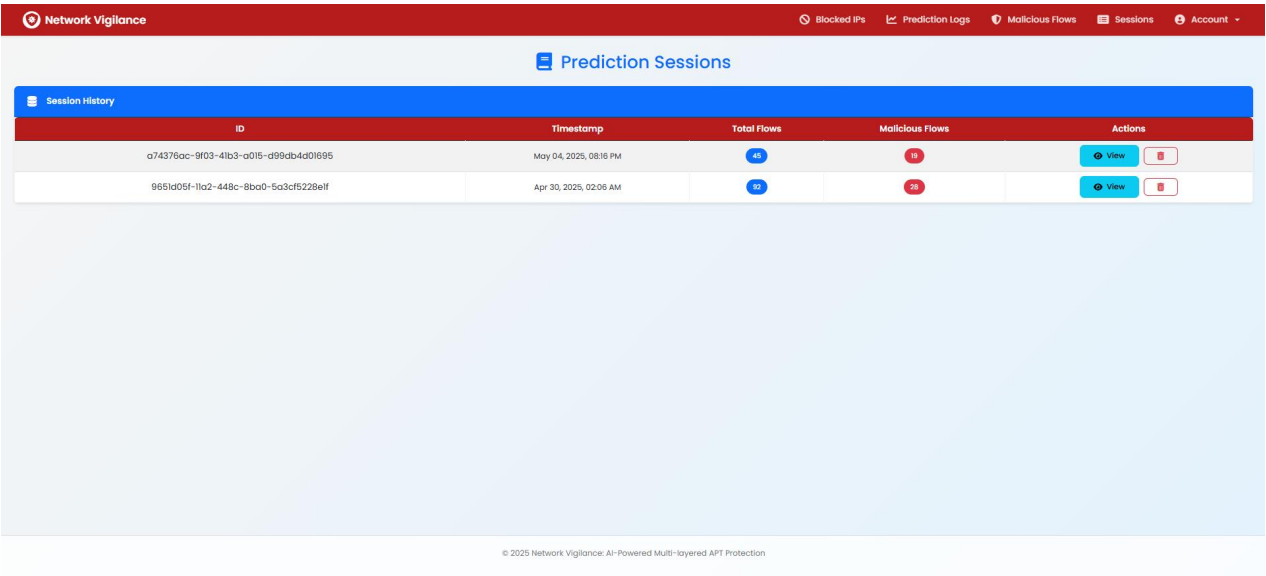 Network Vigilance Blocked IPs Prediction Logs Malicious Flows Sessions Account
Prediction Sessions
Session History
ID Timestamp Total Flows Malicious Flows Actions
a74376ac-9f03-41b3-a015-d99db4d01695 May 04, 2025, 08:16 PM 45 19 View
9651d05f-11a2-448c-8ba0-5a3cf5228e1f Apr 30, 2025, 02:06 AM 92 28 View
© 2025 Network Vigilance: AI-Powered Multi-layered APT Protection